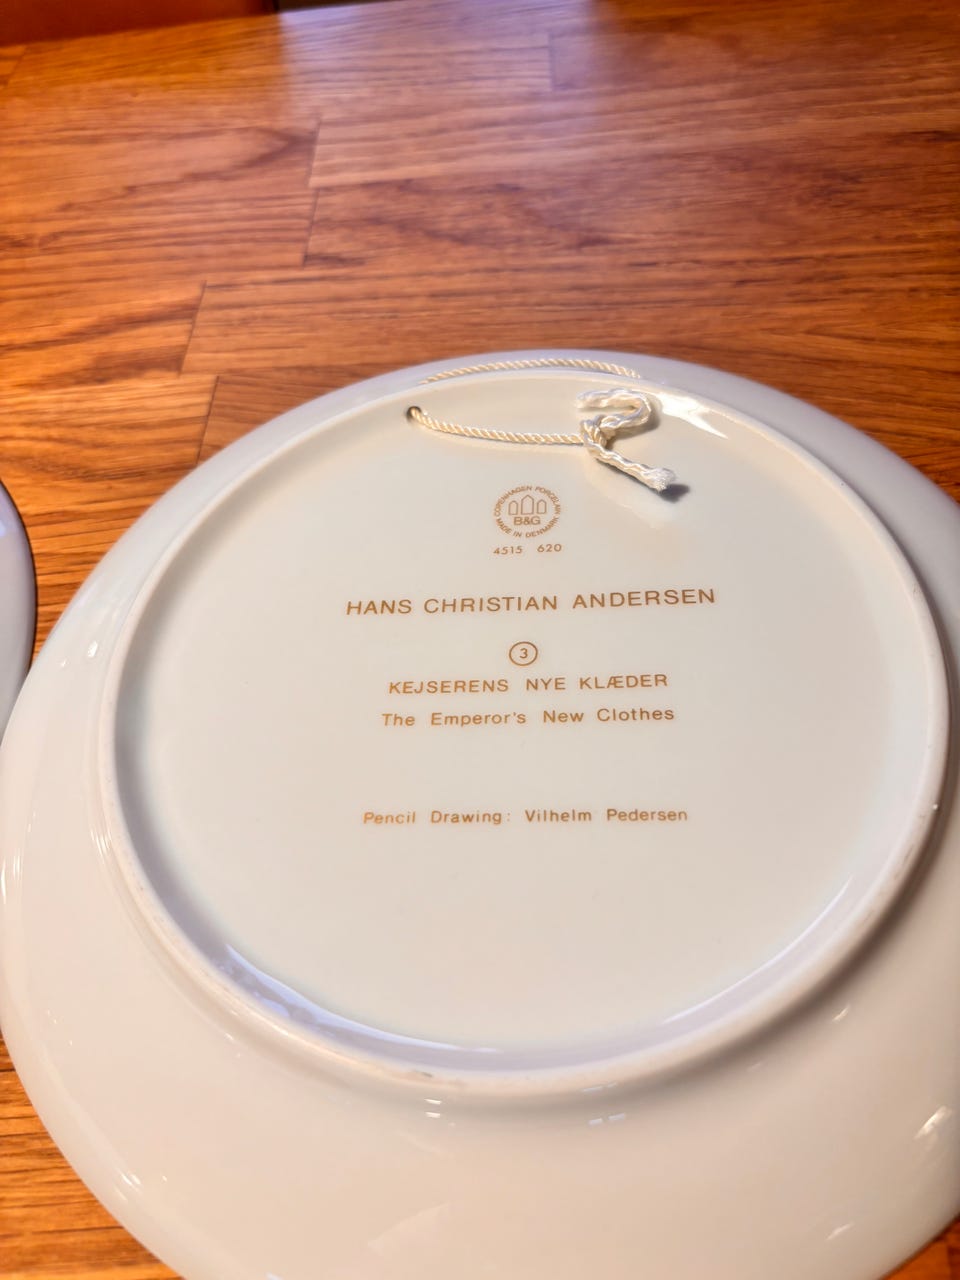 COPENHAGEN PORCELAIN
B&G
MADE IN DENMARK
4515 620
HANS CHRISTIAN ANDERSEN
3
KEJSERENS NYE KLÆDER
The Emperor's New Clothes
Pencil Drawing: Vilhelm Pedersen